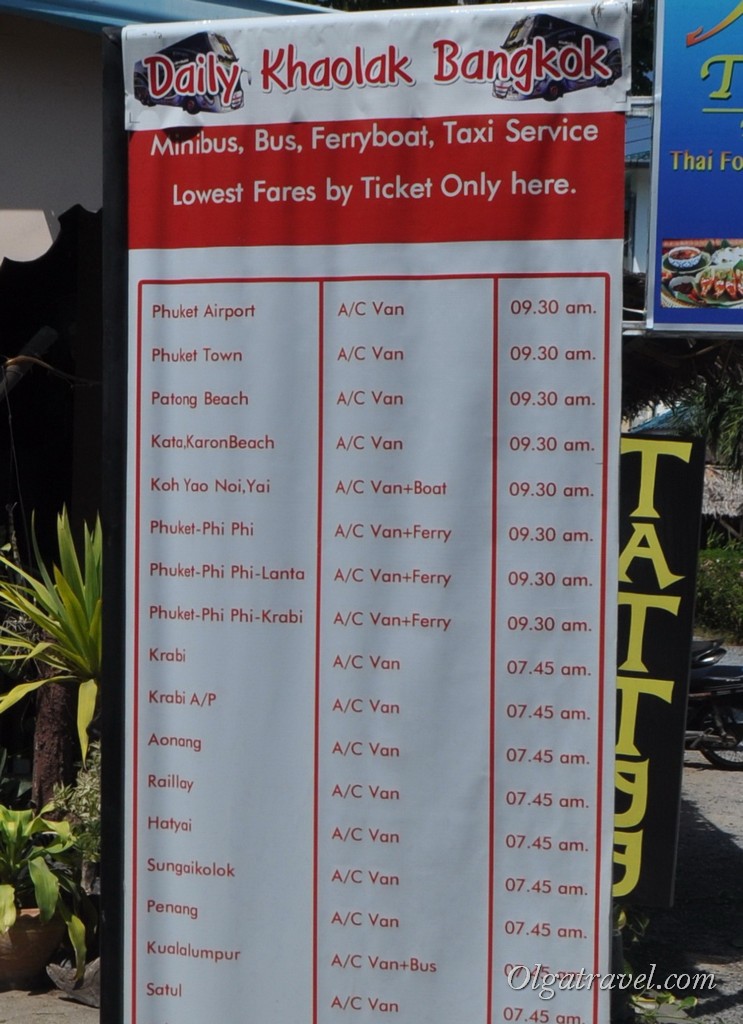 Daily Khaolak Bangkok
Minibus, Bus, Ferryboat, Taxi Service
Lowest Fares by Ticket Only here.
Phuket Airport A/C Van 09.30 am.
Phuket Town A/C Van 09.30 am.
Patong Beach A/C Van 09.30 am.
Kata,KaronBeach A/C Van 09.30 am.
Koh Yao Noi,Yai A/C Van+Boat 09.30 am.
Phuket-Phi Phi A/C Van+Ferry 09.30 am.
Phuket-Phi Phi-Lanta A/C Van+Ferry 09.30 am.
Phuket-Phi Phi-Krabi A/C Van+Ferry 09.30 am.
Krabi A/C Van 07.45 am.
Krabi A/P A/C Van 07.45 am.
Aonang A/C Van 07.45 am.
Raillay A/C Van 07.45 am.
Hatyai A/C Van 07.45 am.
Sungaikolok A/C Van 07.45 am.
Penang A/C Van 07.45 am.
Kualalumpur A/C Van+Bus 07.45 am.
Satul A/C Van 07.45 am.
Thai
TATTOO
Olgatravel.com